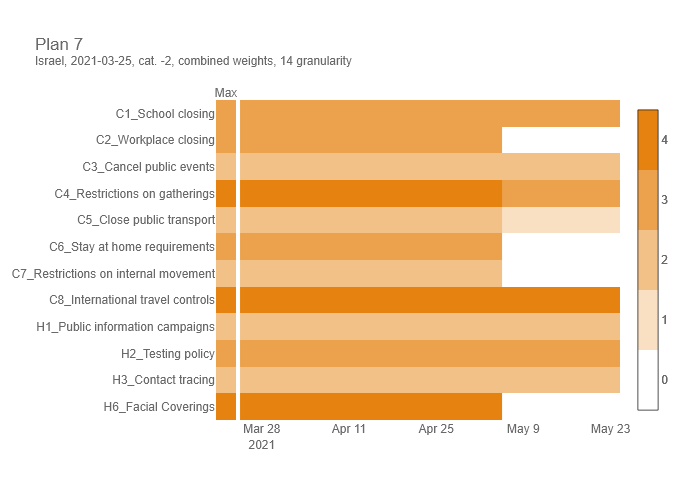 Plan 7
Israel, 2021-03-25, cat. -2, combined weights, 14 granularity
Max
C1_School closing
C2_Workplace closing
C3_Cancel public events
C4_Restrictions on gatherings
C5_Close public transport
C6_Stay at home requirements
C7_Restrictions on internal movement
C8_International travel controls
H1_Public information campaigns
H2_Testing policy
H3_Contact tracing
H6_Facial Coverings
4
3
2
1
0
Mar 28 Apr 11 Apr 25 May 9 May 23
2021